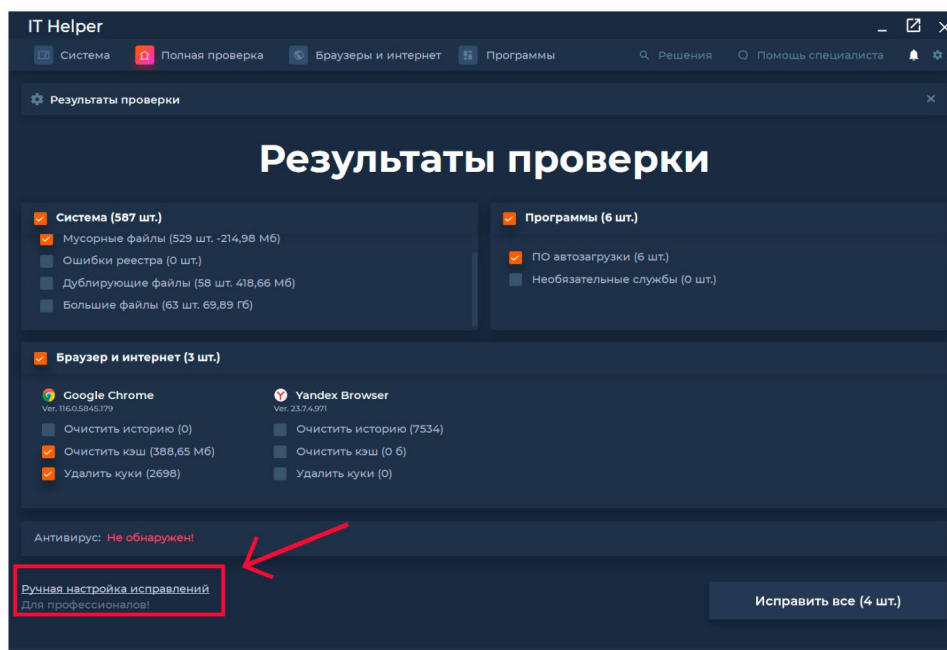 IT Helper
Система Полная проверка Браузеры и интернет Программы Решения Помощь специалиста
Результаты проверки
Результаты проверки
Система (587 шт.)
Мусорные файлы (529 шт. -214,98 Мб)
Ошибки реестра (0 шт.)
Дублирующие файлы (58 шт. 418,66 Мб)
Большие файлы (63 шт. 69,89 Гб)
Программы (6 шт.)
ПО автозагрузки (6 шт.)
Необязательные службы (0 шт.)
Браузер и интернет (3 шт.)
Google Chrome
Ver. 116.0.5845.179
Очистить историю (0)
Очистить кэш (388,65 Мб)
Удалить куки (2698)
Yandex Browser
Ver. 23.7.4.971
Очистить историю (7534)
Очистить кэш (0 б)
Удалить куки (0)
Антивирус: Не обнаружен!
Ручная настройка исправлений
Для профессионалов!
Исправить все (4 шт.)